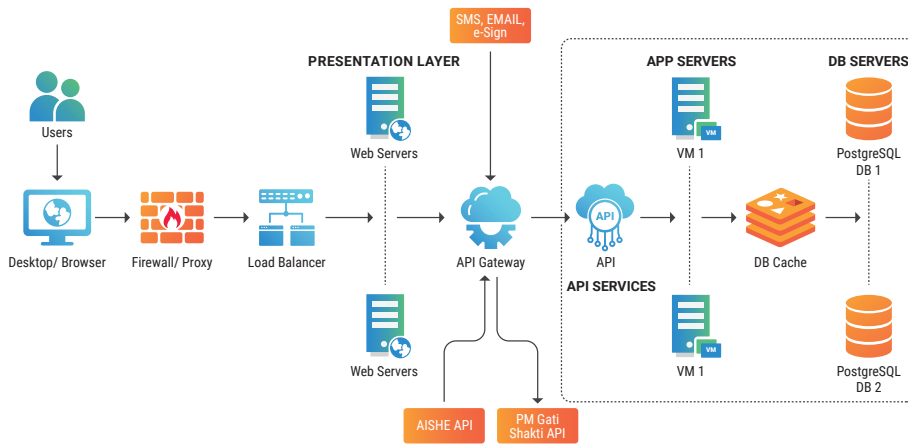 SMS, EMAIL,
e-Sign
PRESENTATION LAYER
APP SERVERS
DB SERVERS
Users
Web Servers
VM
VM 1
PostgreSQL
DB 1
Desktop/ Browser
Firewall/ Proxy
Load Balancer
API Gateway
API
API
DB Cache
API SERVICES
Web Servers
VM
VM 1
PostgreSQL
DB 2
AISHE API
PM Gati
Shakti API